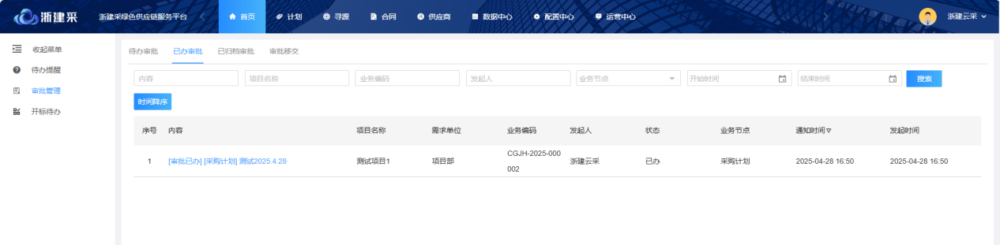 浙建采 浙建采绿色供应链服务平台 首页 计划 寻源 合同 供应商 数据中心 配置中心 运营中心 浙建云采
收起菜单
待办提醒
审批管理
开标待办
待办审批 已办审批 已归档审批 审批移交
内容 项目名称 业务编码 发起人 业务节点 开始时间 结束时间 搜索
时间降序
序号 内容 项目名称 需求单位 业务编码 发起人 状态 业务节点 通知时间 发起时间
1 [审批已办] [采购计划] 测试2025.4.28 测试项目1 项目部 CGJH-2025-000 浙建云采 已办 采购计划 2025-04-28 16:50 2025-04-28 16:50
002